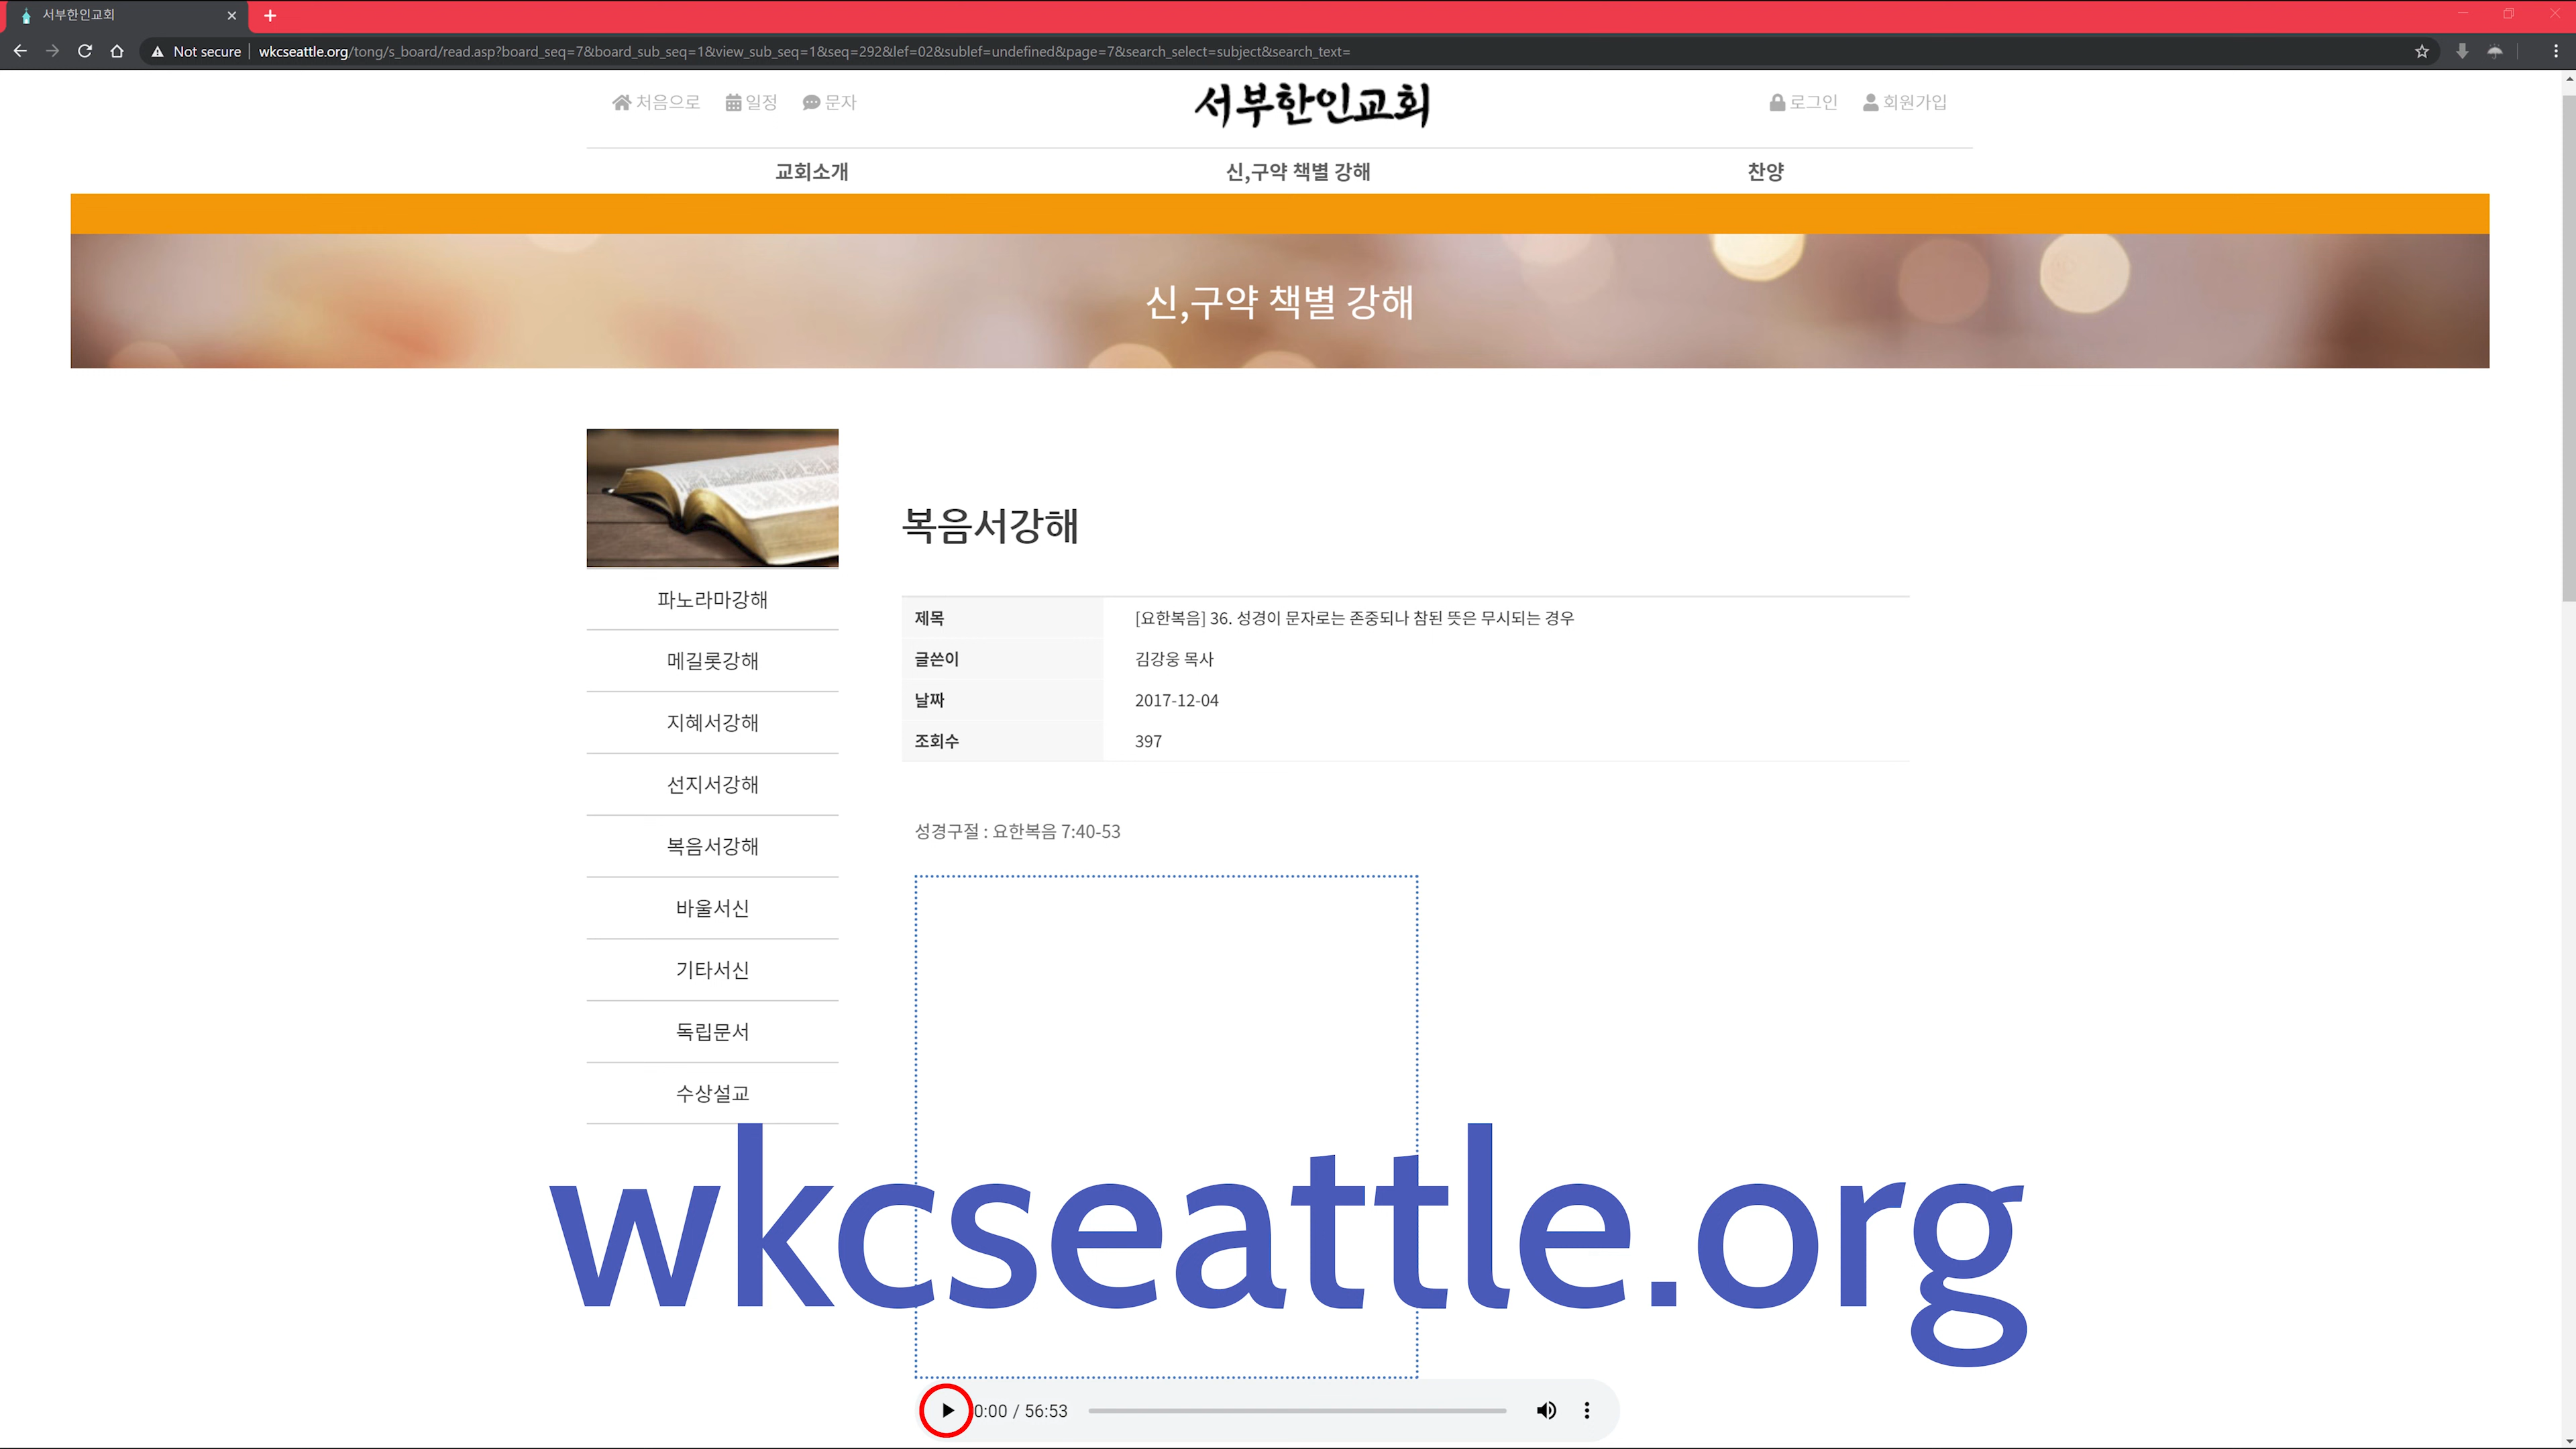 서부한인교회
Not secure
wkcseattle.org/tong/s_board/read.asp?board_seq=7&board_sub_seq=1&view_sub_seq=1&seq=292&lef=02&sublef=undefined&page=7&search_select=subject&search_text=
처음으로 일정 문자
서부한인교회
로그인 회원가입
교회소개 신,구약 책별 강해 찬양
신,구약 책별 강해
파노라마강해
메길롯강해
지혜서강해
선지서강해
복음서강해
바울서신
기타서신
독립문서
수상설교
복음서강해
제목 [요한복음] 36. 성경이 문자로는 존중되나 참된 뜻은 무시되는 경우
글쓴이 김강웅 목사
날짜 2017-12-04
조회수 397
성경구절 : 요한복음 7:40-53
wkcseattle.org
0:00 / 56:53